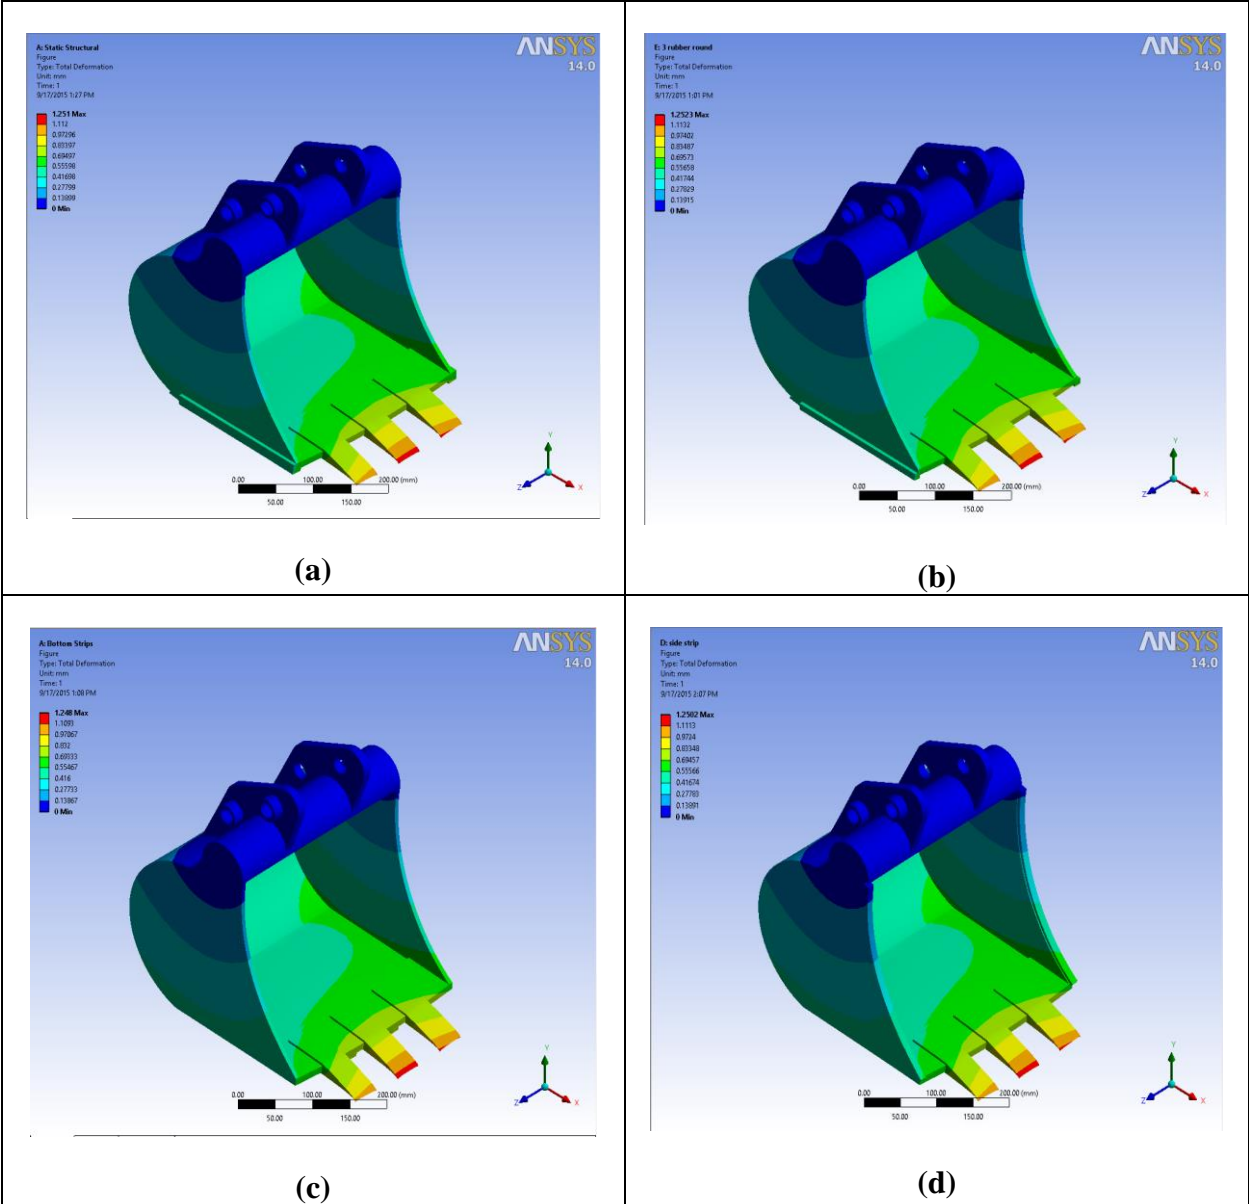 A: Static Structural
Figure
Type: Total Deformation
Unit: mm
Time: 1
9/17/2015 1:27 PM
1.251 Max
1.112
0.97296
0.83397
0.69497
0.55598
0.41698
0.27799
0.13899
0 Min
ANSYS
14.0
0.00 100.00 200.00 (mm)
50.00 150.00
Y
Z
X
(a)
E: 3 rubber round
Figure
Type: Total Deformation
Unit: mm
Time: 1
9/17/2015 1:01 PM
1.2523 Max
1.1132
0.97402
0.83487
0.69573
0.55658
0.41744
0.27829
0.13915
0 Min
ANSYS
14.0
0.00 100.00 200.00 (mm)
50.00 150.00
Y
Z
X
(b)
A: Bottom Strips
Figure
Type: Total Deformation
Unit: mm
Time: 1
9/17/2015 1:08 PM
1.248 Max
1.1093
0.97067
0.832
0.69333
0.55467
0.416
0.27733
0.13867
0 Min
ANSYS
14.0
0.00 100.00 200.00 (mm)
50.00 150.00
Y
Z
X
(c)
D: side strip
Figure
Type: Total Deformation
Unit: mm
Time: 1
9/17/2015 2:07 PM
1.2502 Max
1.1113
0.9724
0.83348
0.69457
0.55566
0.41674
0.27783
0.13891
0 Min
ANSYS
14.0
0.00 100.00 200.00 (mm)
50.00 150.00
Y
Z
X
(d)